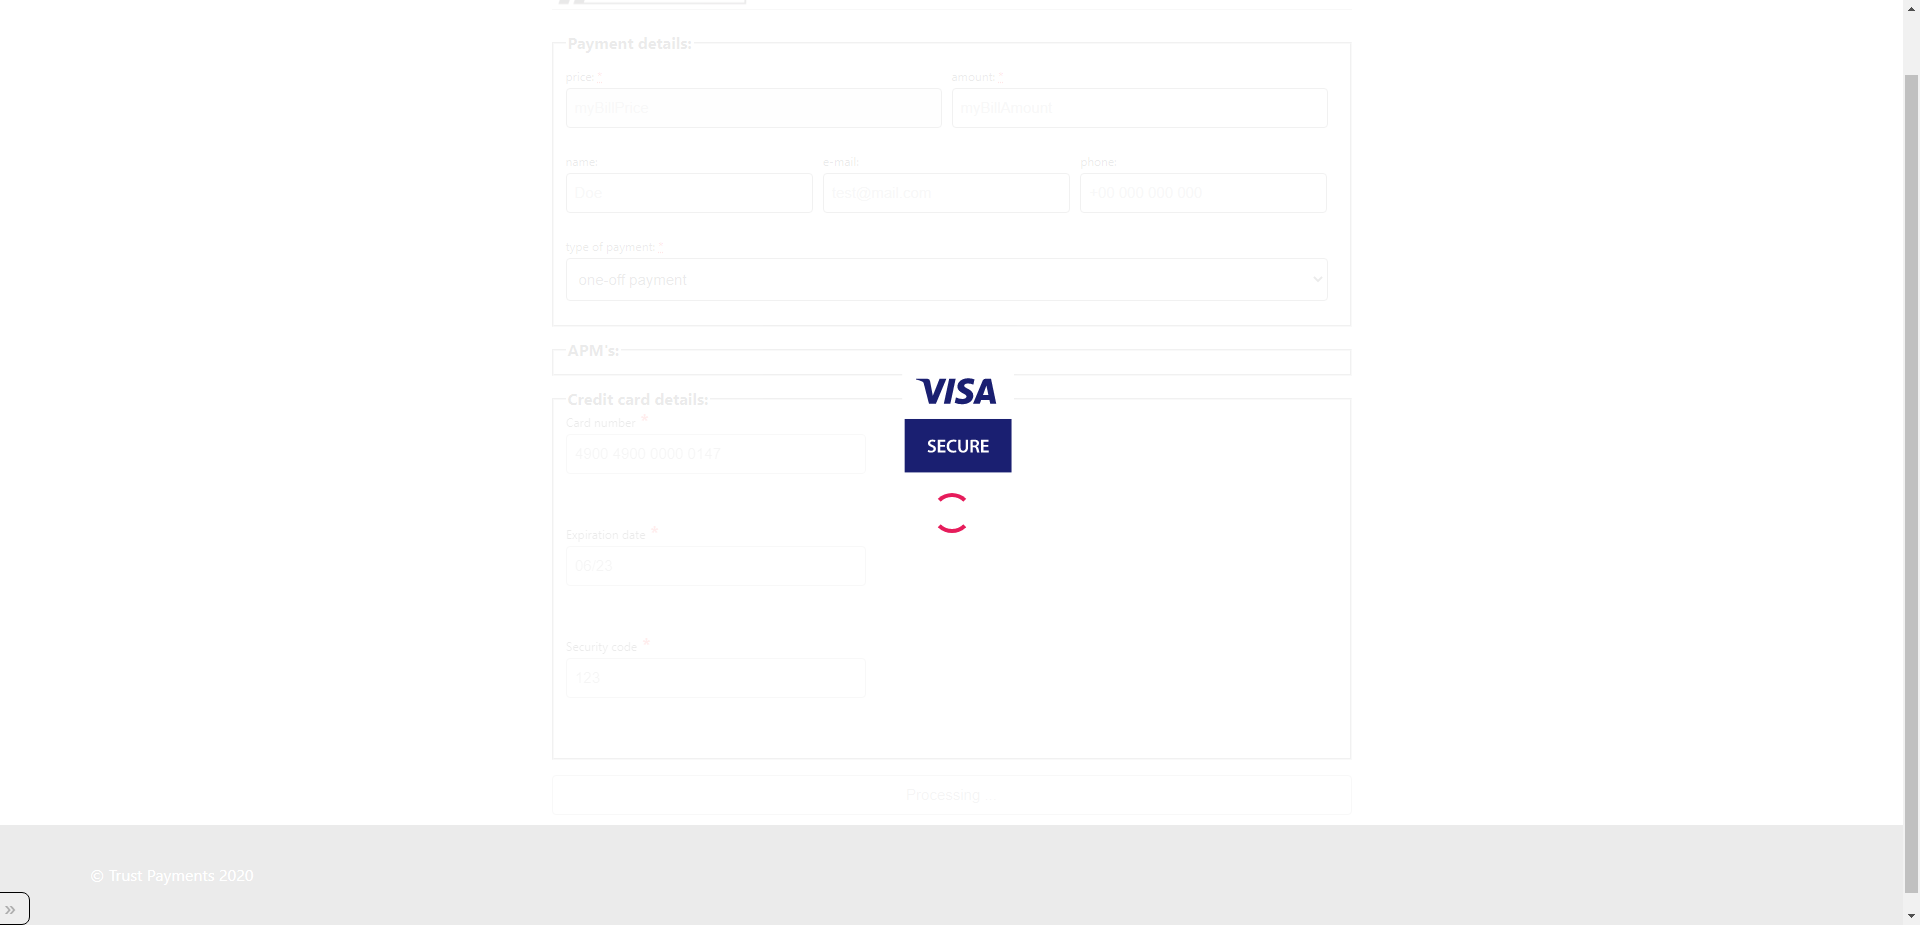 Payment details:
price: *
amount: *
myBillPrice
myBillAmount
name:
e-mail:
phone:
Doe
test@mail.com
+00 000 000 000
type of payment: *
one-off payment
APM's:
VISA
SECURE
Credit card details:
Card number *
4900 4900 0000 0147
Expiration date *
06/23
Security code *
123
Processing ..
© Trust Payments 2020
»